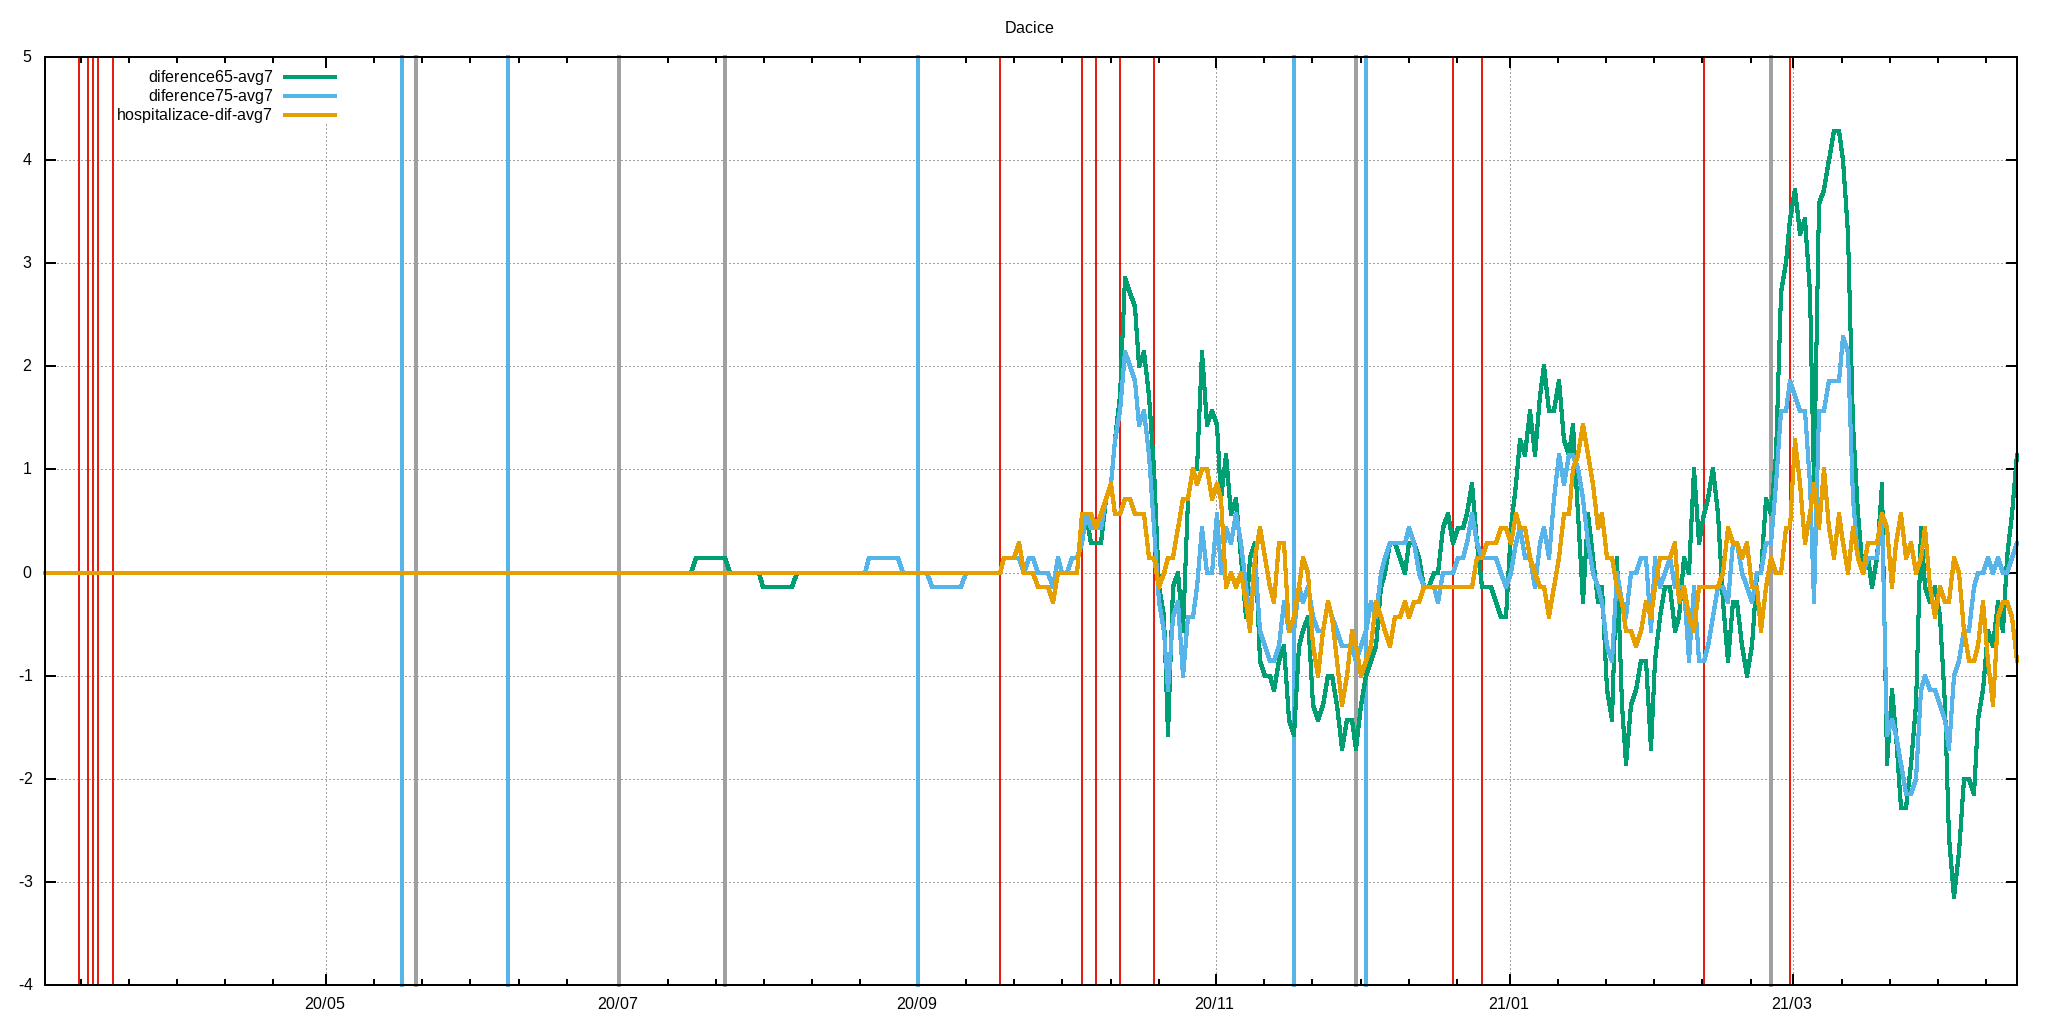 Dacice
5
diference65-avg7
diference75-avg7
hospitalizace-dif-avg7
4
3
2
1
0
-1
-2
-3
-4
20/05 20/07 20/09 20/11 21/01 21/03